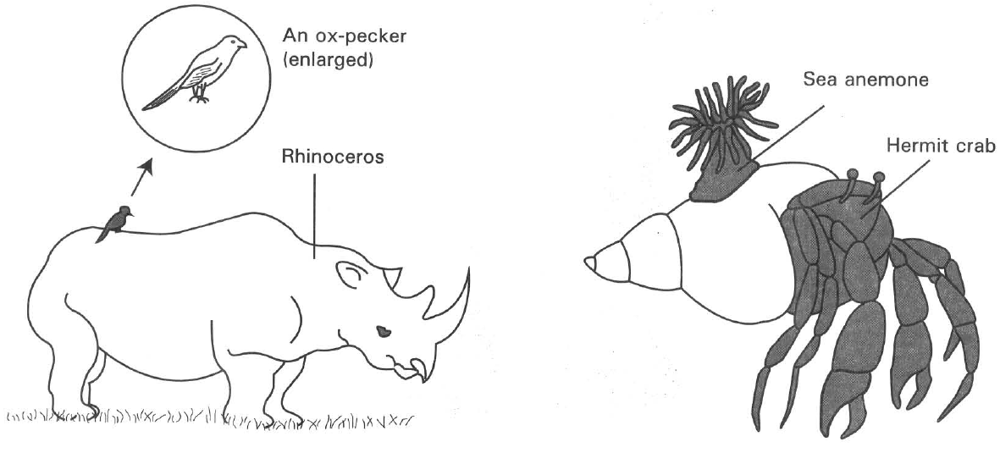 An ox-pecker
(enlarged)
Rhinoceros
Sea anemone
Hermit crab